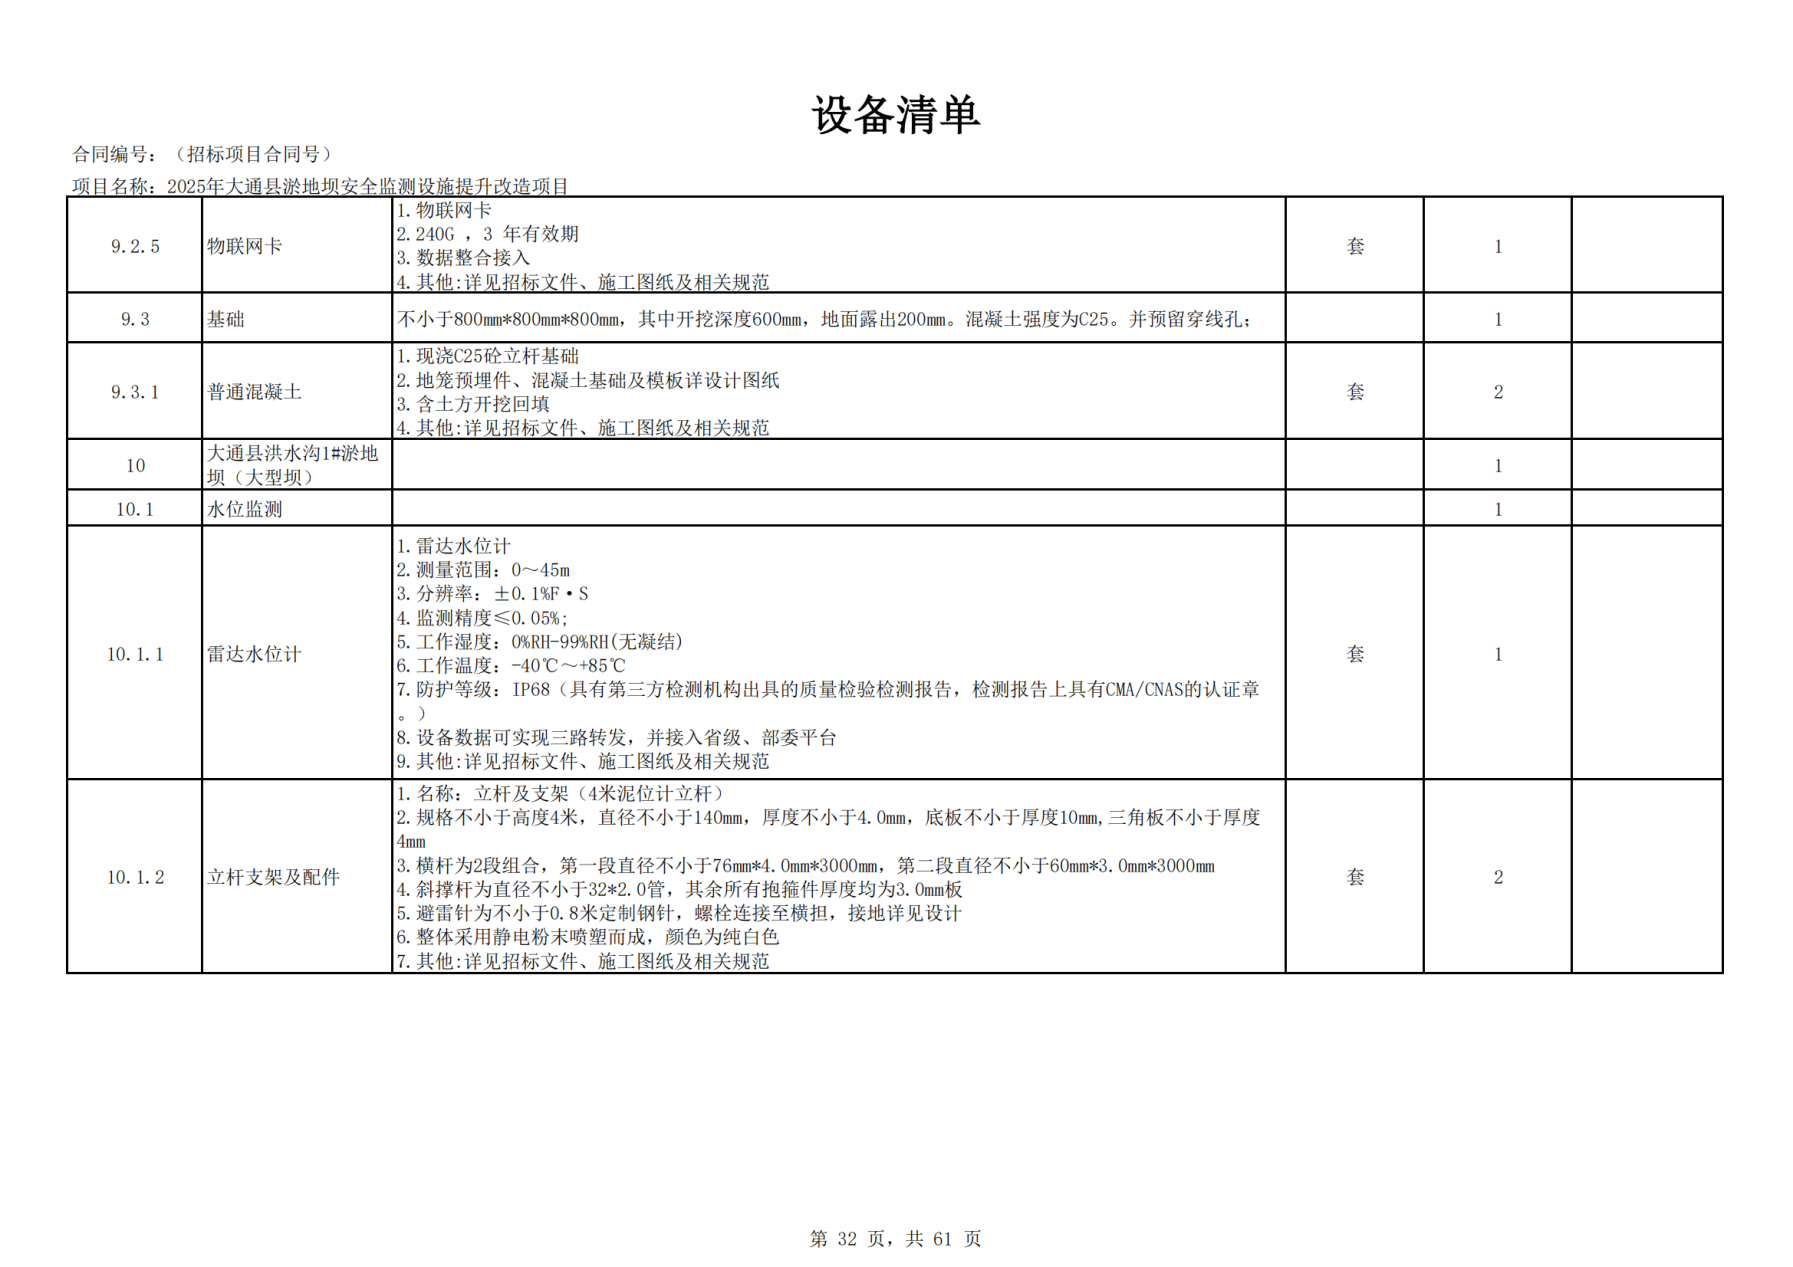 设备清单
合同编号：（招标项目合同号）
项目名称：2025年大通县淤地坝安全监测设施提升改造项目
9.2.5 物联网卡 1.物联网卡
2.240G ，3 年有效期
3.数据整合接入
4.其他:详见招标文件、施工图纸及相关规范 套 1
9.3 基础 不小于800mm*800mm*800mm，其中开挖深度600mm，地面露出200mm。混凝土强度为C25。并预留穿线孔； 1
9.3.1 普通混凝土 1.现浇C25砼立杆基础
2.地笼预埋件、混凝土基础及模板详设计图纸
3.含土方开挖回填
4.其他:详见招标文件、施工图纸及相关规范 套 2
10 大通县洪水沟1#淤地
坝（大型坝） 1
10.1 水位监测 1
10.1.1 雷达水位计 1.雷达水位计
2.测量范围：0～45m
3.分辨率：±0.1%F·S
4.监测精度≤0.05%;
5.工作湿度：0%RH-99%RH(无凝结)
6.工作温度：-40℃～+85℃
7.防护等级：IP68（具有第三方检测机构出具的质量检验检测报告，检测报告上具有CMA/CNAS的认证章
。）
8.设备数据可实现三路转发，并接入省级、部委平台
9.其他:详见招标文件、施工图纸及相关规范 套 1
10.1.2 立杆支架及配件 1.名称：立杆及支架（4米泥位计立杆）
2.规格不小于高度4米，直径不小于140mm，厚度不小于4.0mm，底板不小于厚度10mm,三角板不小于厚度
4mm
3.横杆为2段组合，第一段直径不小于76mm*4.0mm*3000mm，第二段直径不小于60mm*3.0mm*3000mm
4.斜撑杆为直径不小于32*2.0管，其余所有抱箍件厚度均为3.0mm板
5.避雷针为不小于0.8米定制钢针，螺栓连接至横担，接地详见设计
6.整体采用静电粉末喷塑而成，颜色为纯白色
7.其他:详见招标文件、施工图纸及相关规范 套 2
第 32 页，共 61 页